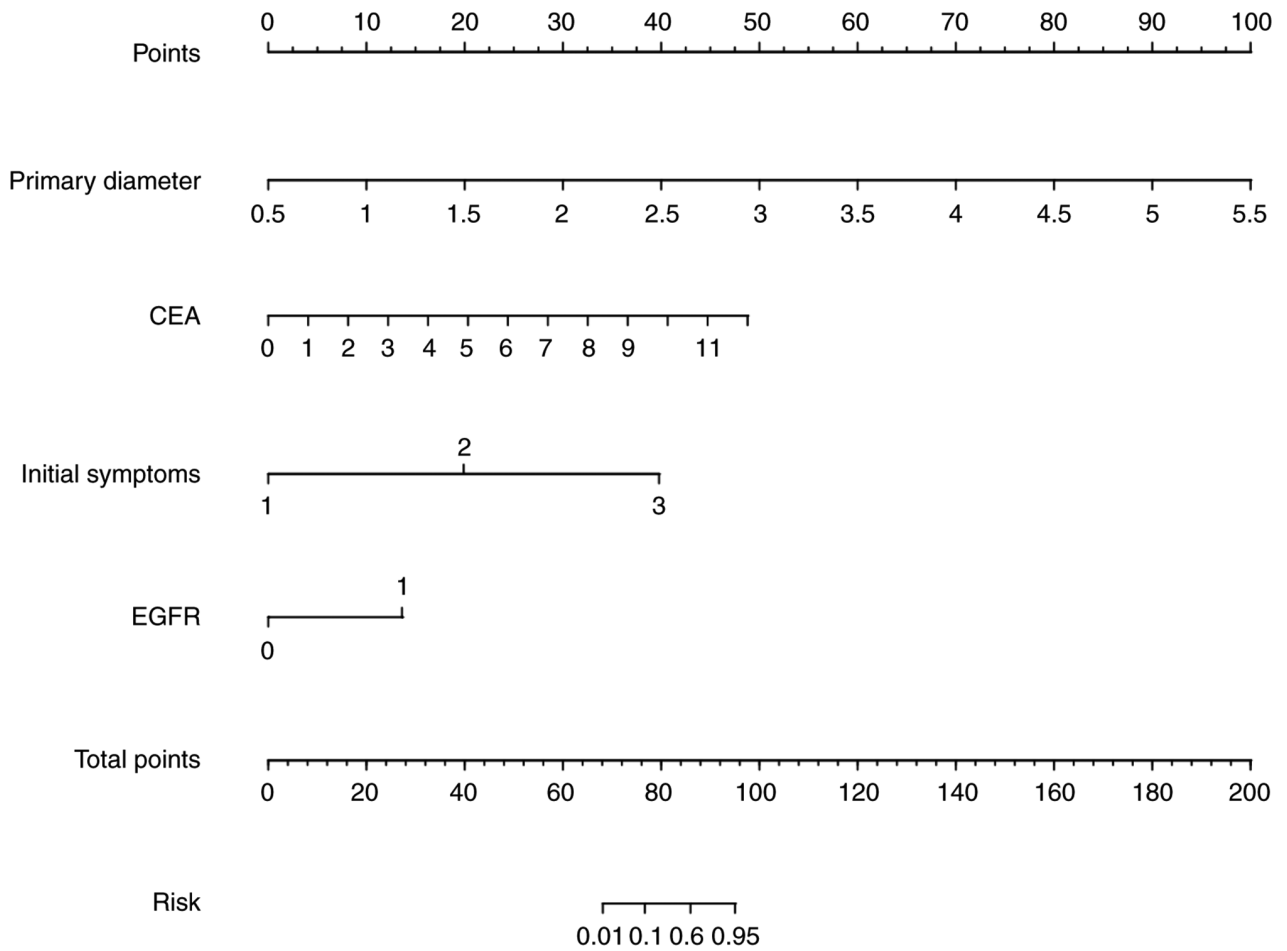 0 10 20 30 40 50 60 70 80 90 100
Points
Primary diameter
0.5 1 1.5 2 2.5 3 3.5 4 4.5 5 5.5
CEA
0 1 2 3 4 5 6 7 8 9 11
2
Initial symptoms
1 3
1
EGFR
0
Total points
0 20 40 60 80 100 120 140 160 180 200
Risk
0.01 0.1 0.6 0.95